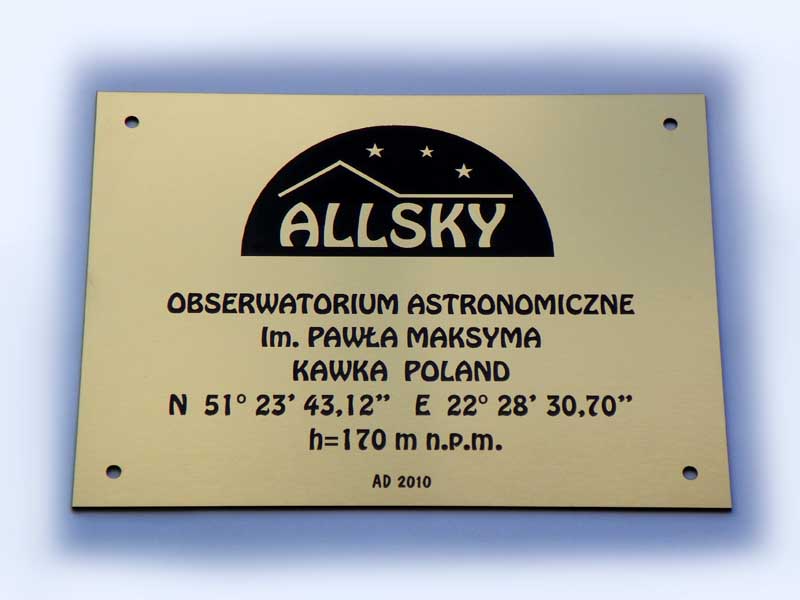 ALLSKY
OBSERWATORIUM ASTRONOMICZNE
Im. PAWŁA MAKSYMA
KAWKA POLAND
N 51° 23' 43,12" E 22° 28' 30,70"
h=170 m n.p.m.
AD 2010